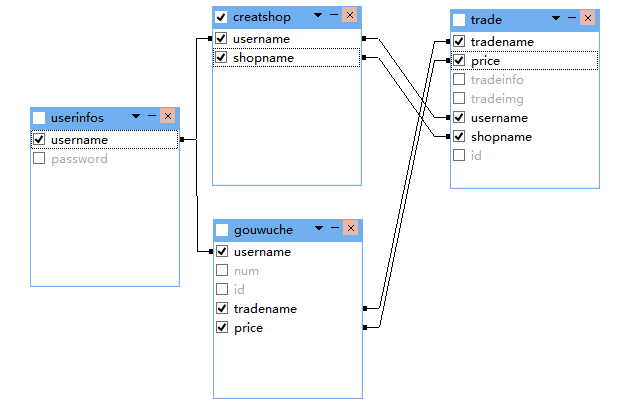 creatshop
username
shopname
trade
tradename
price
tradeinfo
tradeimg
username
shopname
id
userinfos
username
password
gouwuche
username
num
id
tradename
price